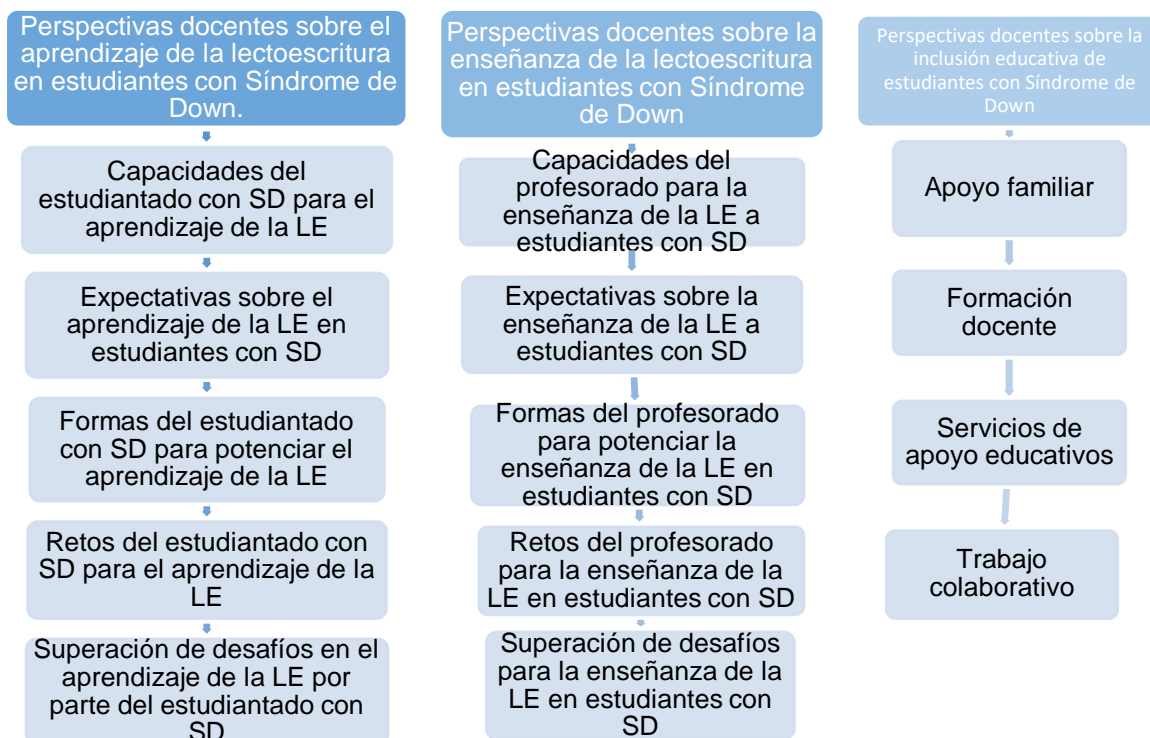 Perspectivas docentes sobre el
aprendizaje de la lectoescritura
en estudiantes con Síndrome de
Down.
Capacidades del
estudiantado con SD para el
aprendizaje de la LE
Expectativas sobre el
aprendizaje de la LE en
estudiantes con SD
Formas del estudiantado
con SD para potenciar el
aprendizaje de la LE
Retos del estudiantado con
SD para el aprendizaje de la
LE
Superación de desafíos en el
aprendizaje de la LE por
parte del estudiantado con
SD
Perspectivas docentes sobre la
enseñanza de la lectoescritura
en estudiantes con Síndrome
de Down
Capacidades del
profesorado para la
enseñanza de la LE a
estudiantes con SD
Expectativas sobre la
enseñanza de la LE a
estudiantes con SD
Formas del profesorado
para potenciar la
enseñanza de la LE en
estudiantes con SD
Retos del profesorado
para la enseñanza de la
LE en estudiantes con SD
Superación de desafíos
para la enseñanza de la
LE en estudiantes con
SD
Perspectivas docentes sobre la
inclusión educativa de
estudiantes con Síndrome de
Down
Apoyo familiar
Formación
docente
Servicios de
apoyo educativos
Trabajo
colaborativo